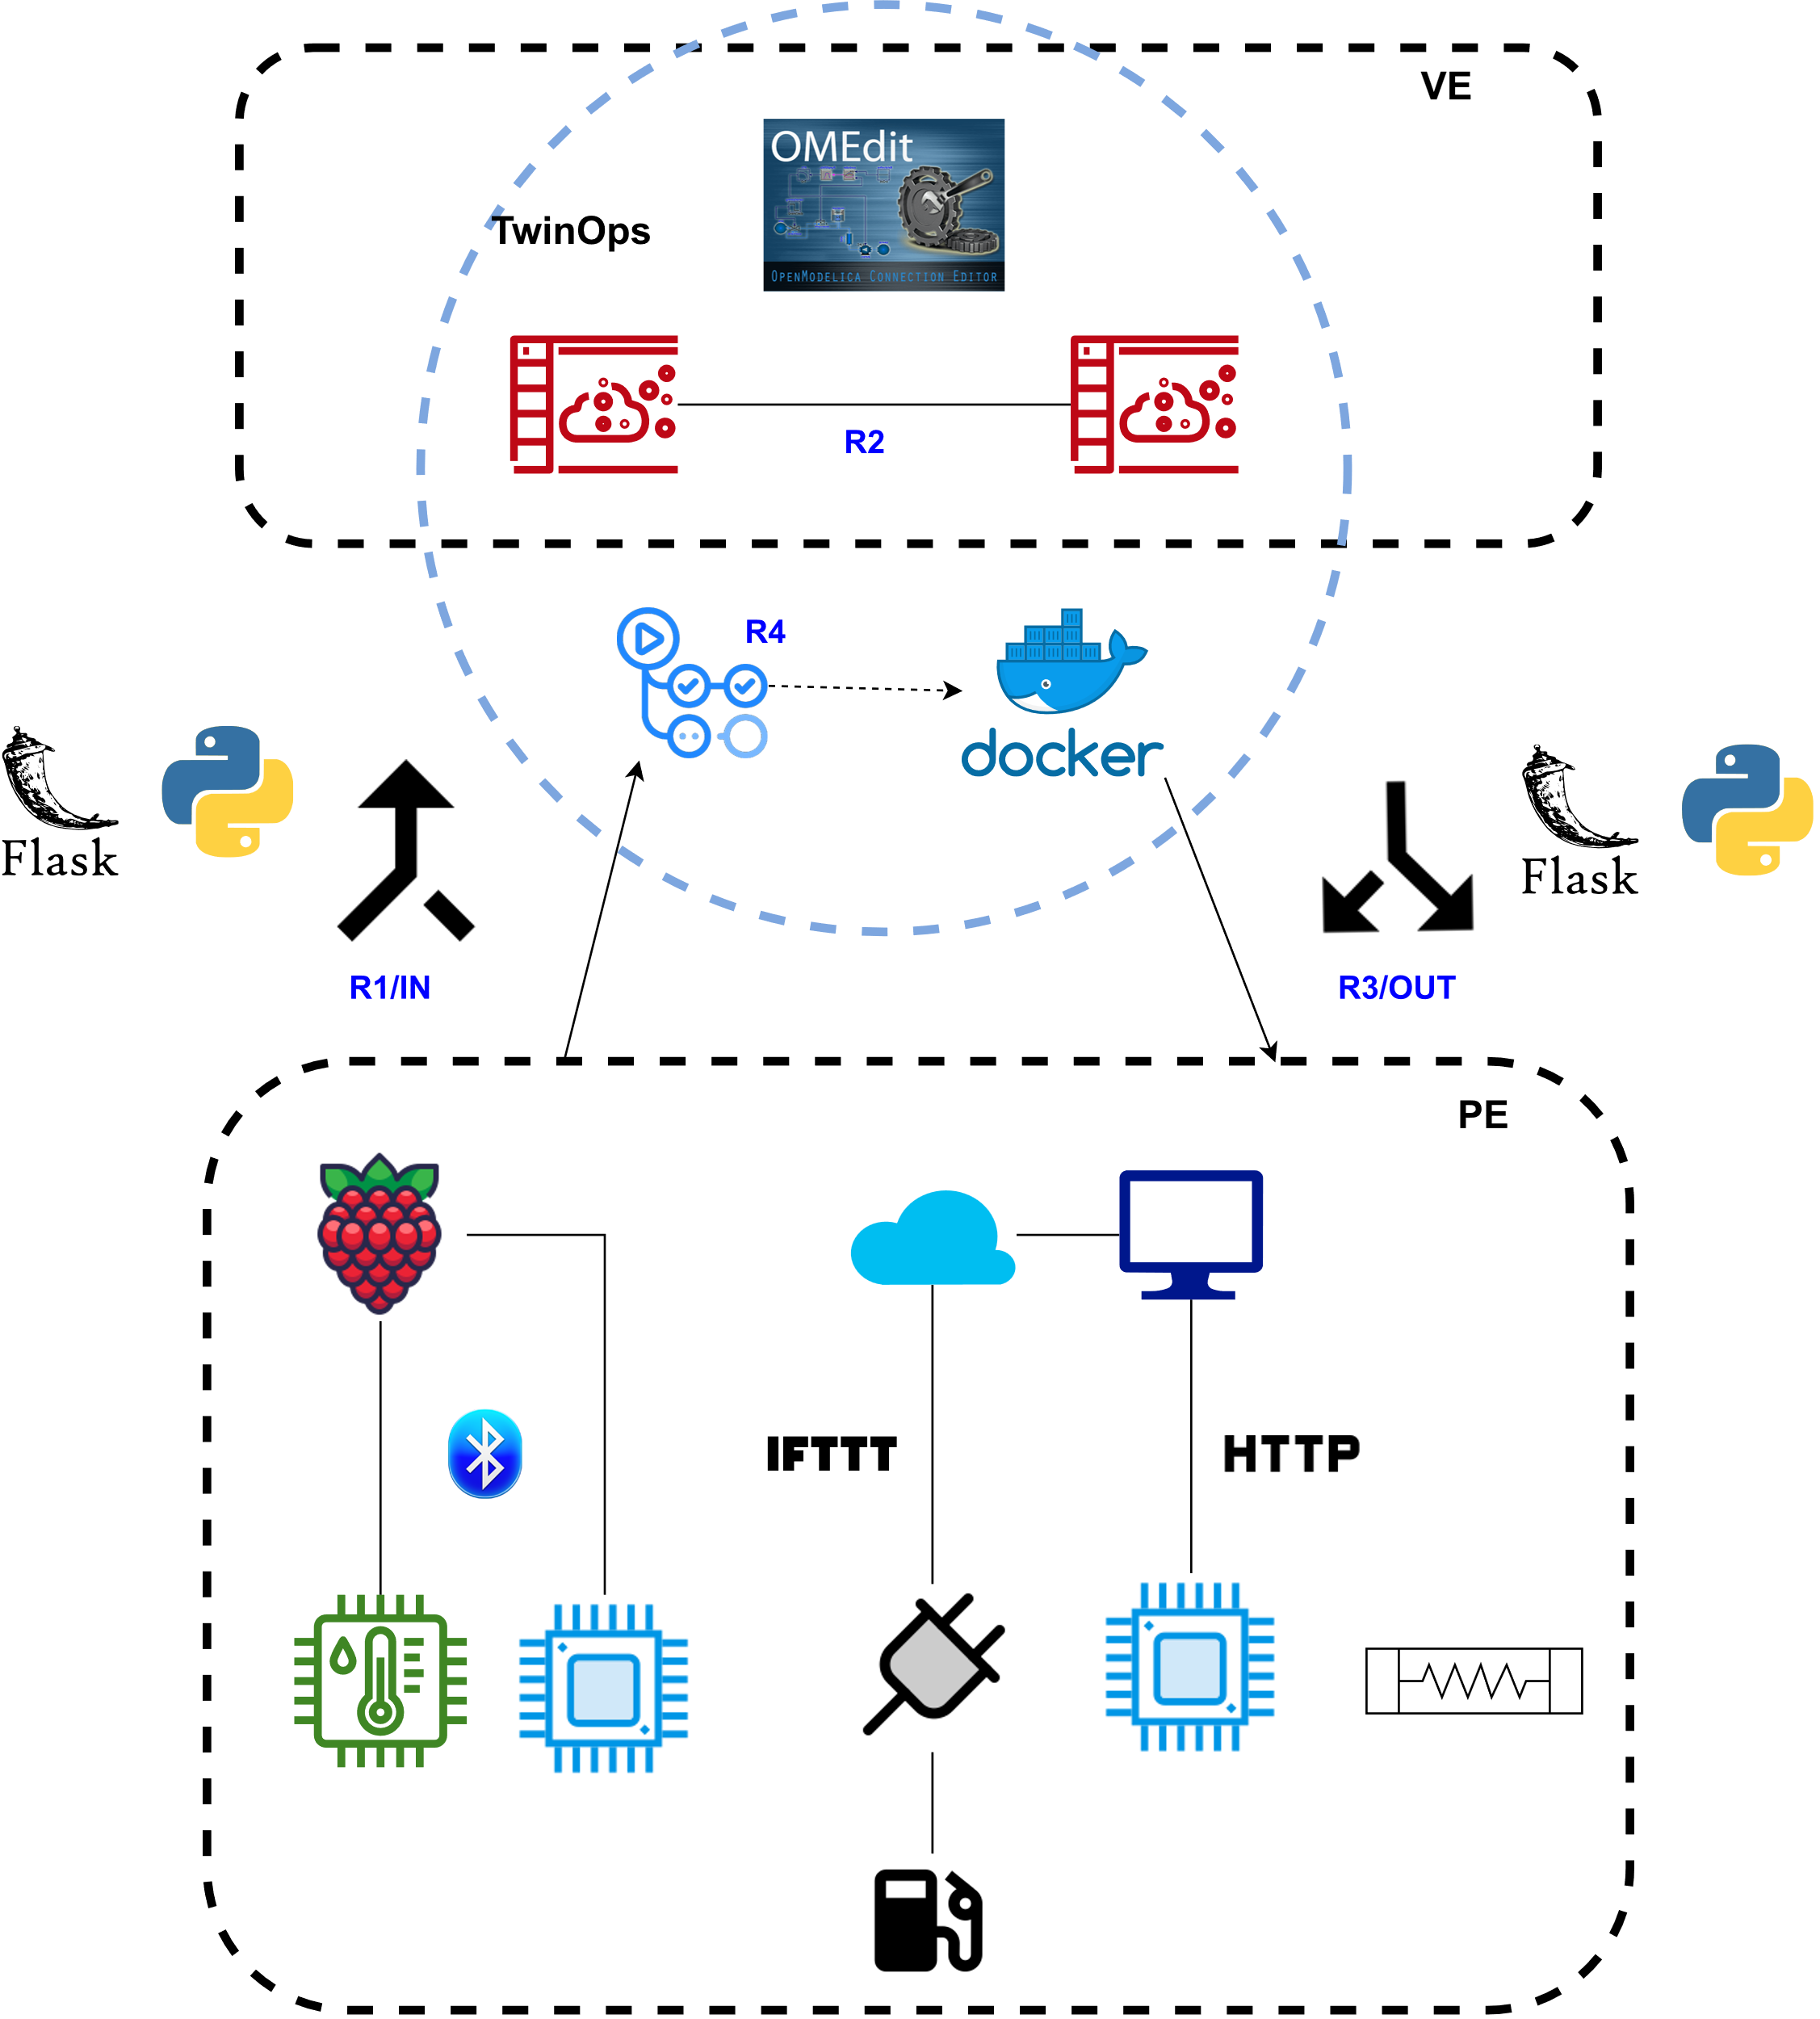 VE
OMEdit
OPENMODELICA CONNECTION EDITOR
TwinOps
R2
R4
docker
Flask
Flask
R1/IN
R3/OUT
PE
IFTTT
HTTP